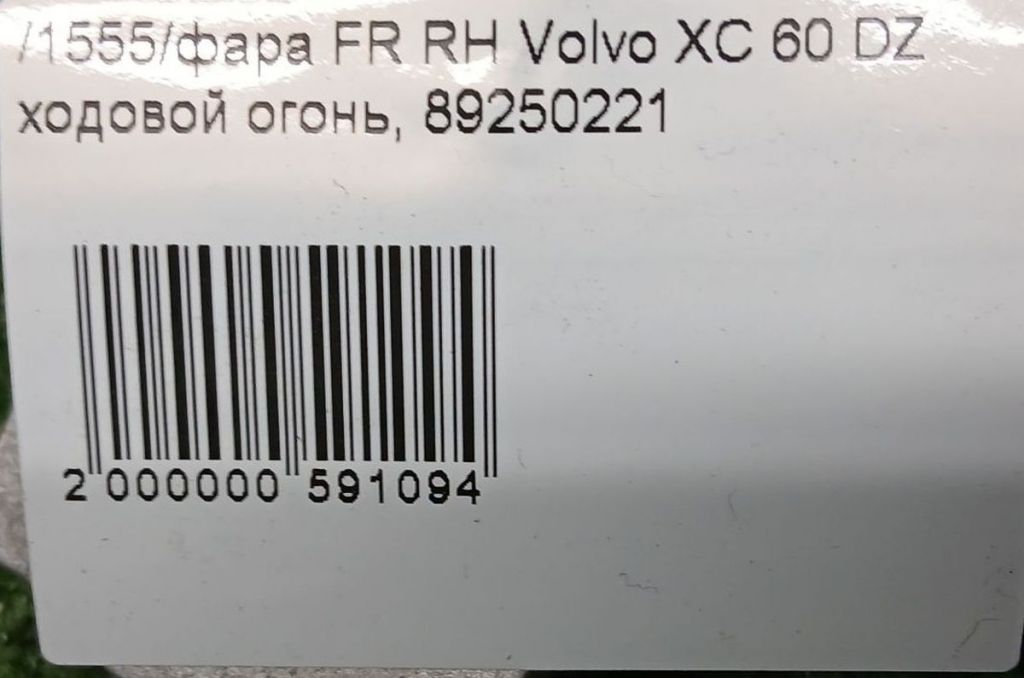 /1555/фара FR RH Volvo XC 60 DZ
ходовой огонь, 89250221
2 000000 591094